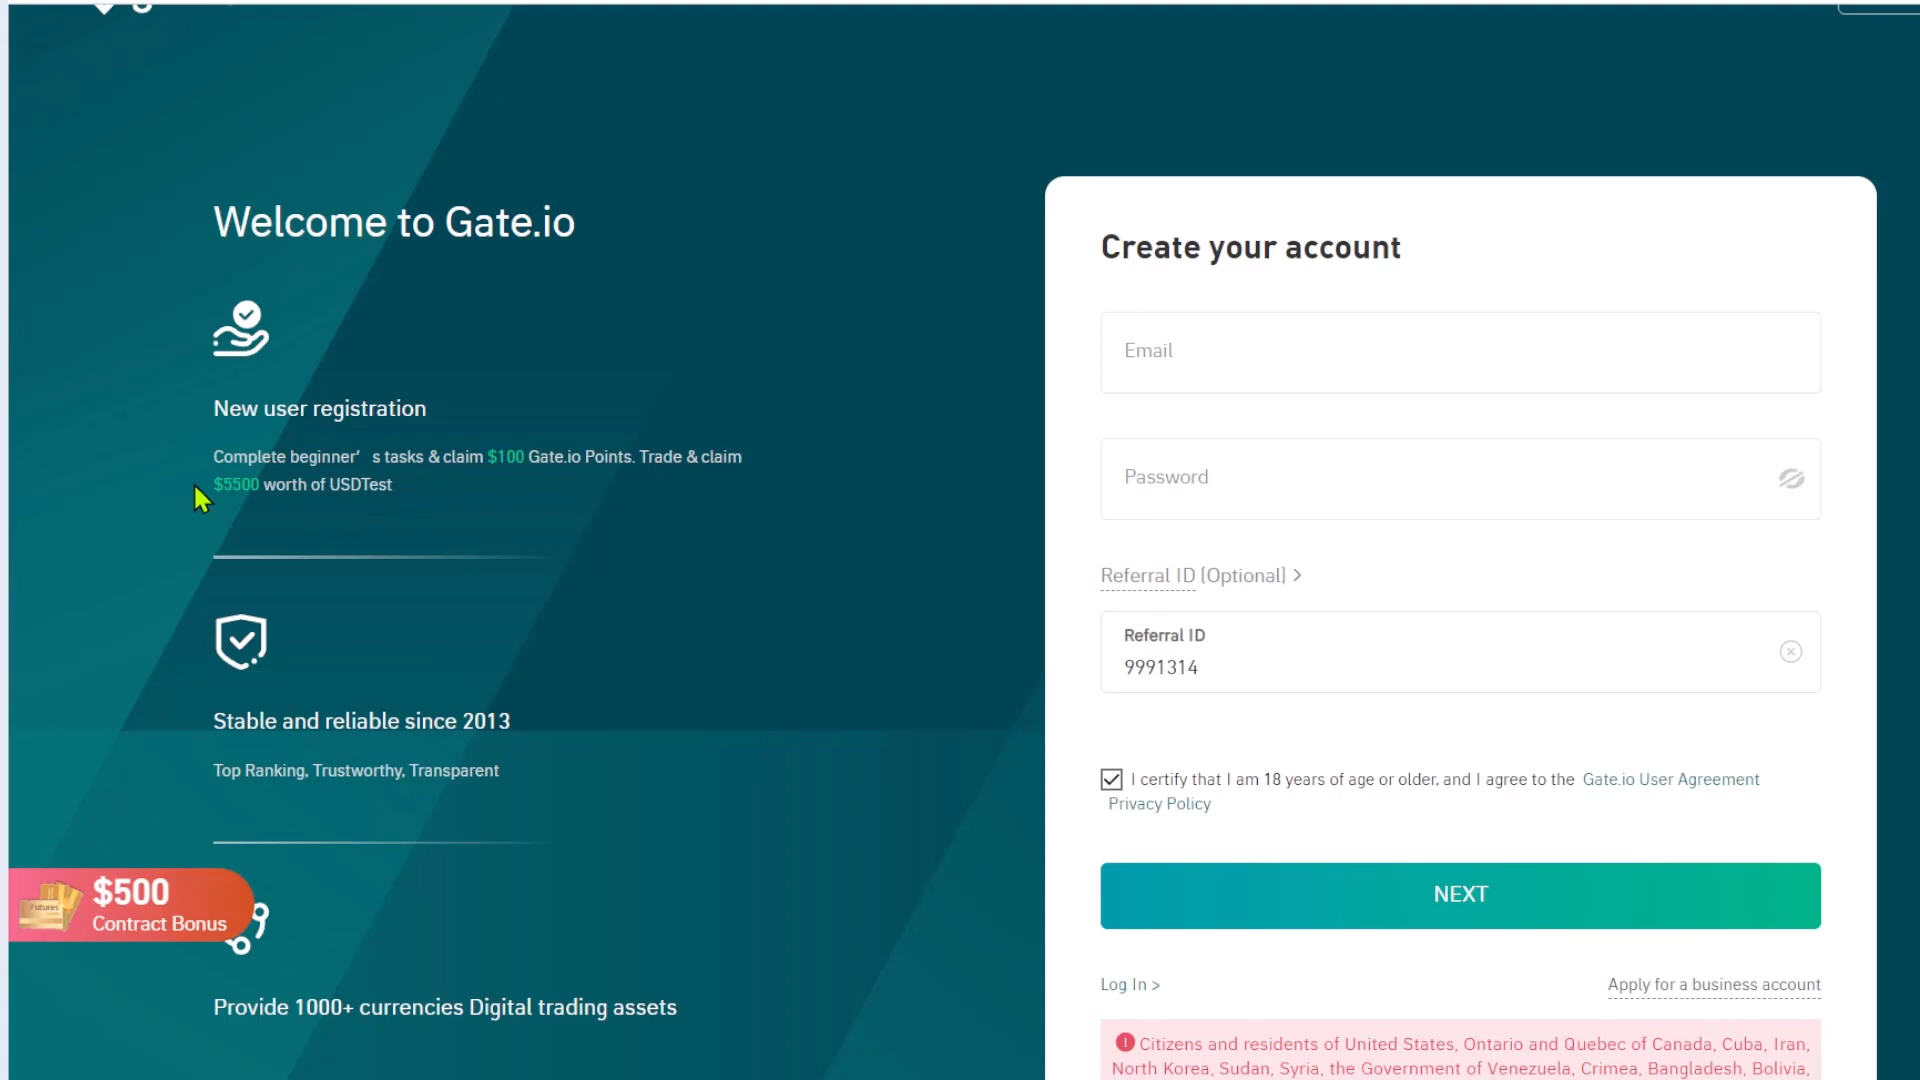 Welcome to Gate.io
New user registration
Complete beginner’ s tasks & claim $100 Gate.io Points. Trade & claim
$5500 worth of USDTest
Stable and reliable since 2013
Top Ranking, Trustworthy, Transparent
Futures
$500
Contract Bonus
Provide 1000+ currencies Digital trading assets
Create your account
Email
Password
Referral ID (Optional) >
Referral ID
9991314
I certify that I am 18 years of age or older, and I agree to the Gate.io User Agreement
Privacy Policy
NEXT
Log In >
Apply for a business account
Citizens and residents of United States, Ontario and Quebec of Canada, Cuba, Iran,
North Korea, Sudan, Syria, the Government of Venezuela, Crimea, Bangladesh, Bolivia,